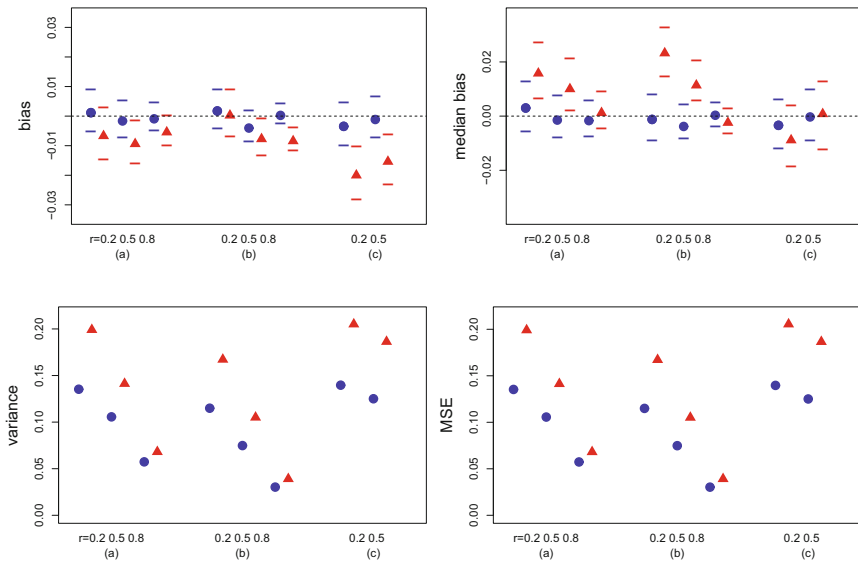 bias
0.03
0.01
−0.01
−0.03
r=0.2 0.5 0.8
(a)
0.2 0.5 0.8
(b)
0.2 0.5
(c)
median bias
0.02
0.00
−0.02
r=0.2 0.5 0.8
(a)
0.2 0.5 0.8
(b)
0.2 0.5
(c)
variance
0.20
0.15
0.10
0.05
0.00
r=0.2 0.5 0.8
(a)
0.2 0.5 0.8
(b)
0.2 0.5
(c)
MSE
0.20
0.15
0.10
0.05
0.00
r=0.2 0.5 0.8
(a)
0.2 0.5 0.8
(b)
0.2 0.5
(c)